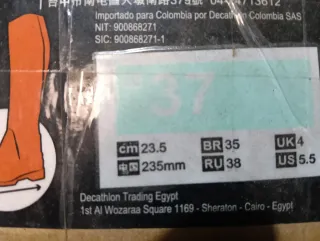 Importado para Colombia por Decathlon Colombia SAS
NIT: 900868271
SIC: 900868271-1
37
cm 23.5 BR 35 UK 4
中国 235mm RU 38 US 5.5
Decathlon Trading Egypt
1st Al Wozaraa Square 1169 - Sheraton - Cairo - Egypt